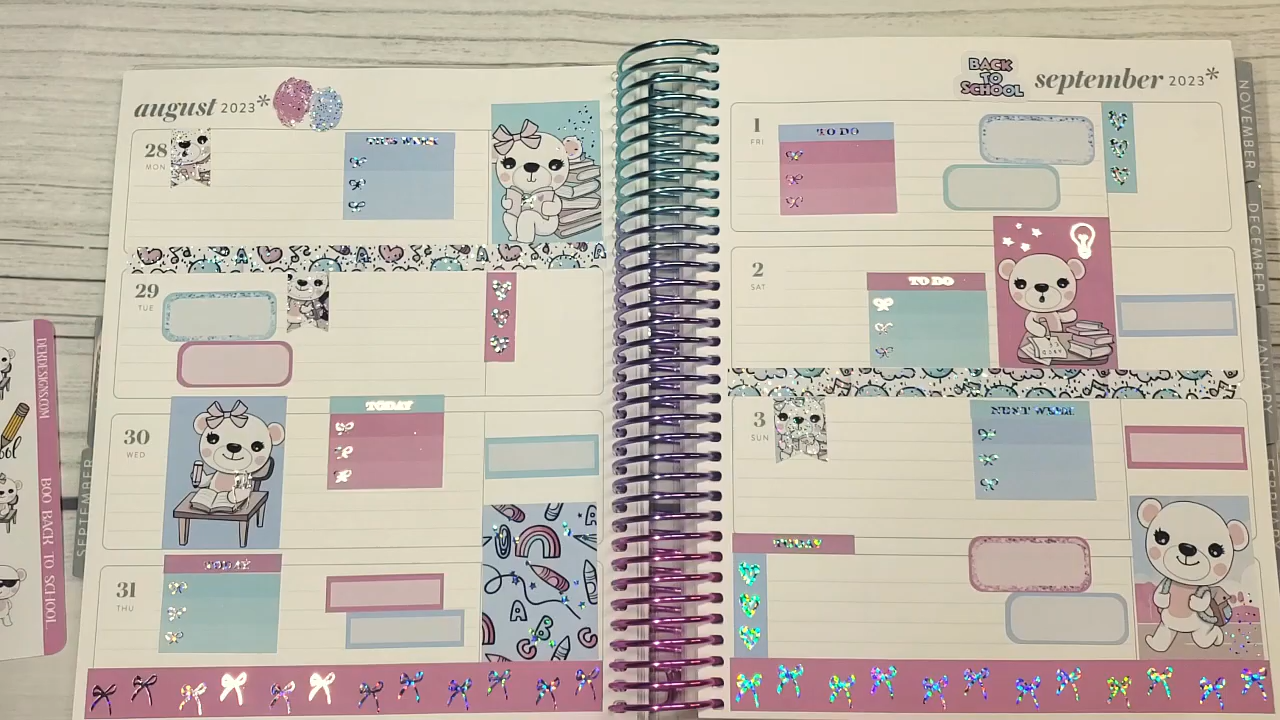 august 2023*
28
MON
THIS WEEK
29
TUE
30
WED
TODAY
31
THU
TODAY
BACK
TO
SCHOOL
september 2023*
1
FRI
TO DO
2
SAT
TO DO
3
SUN
NEXT WEEK
TODAY
NOVEMBER
DECEMBER
JANUARY
SEPTEMBER
BOO BACK TO SCHOOL